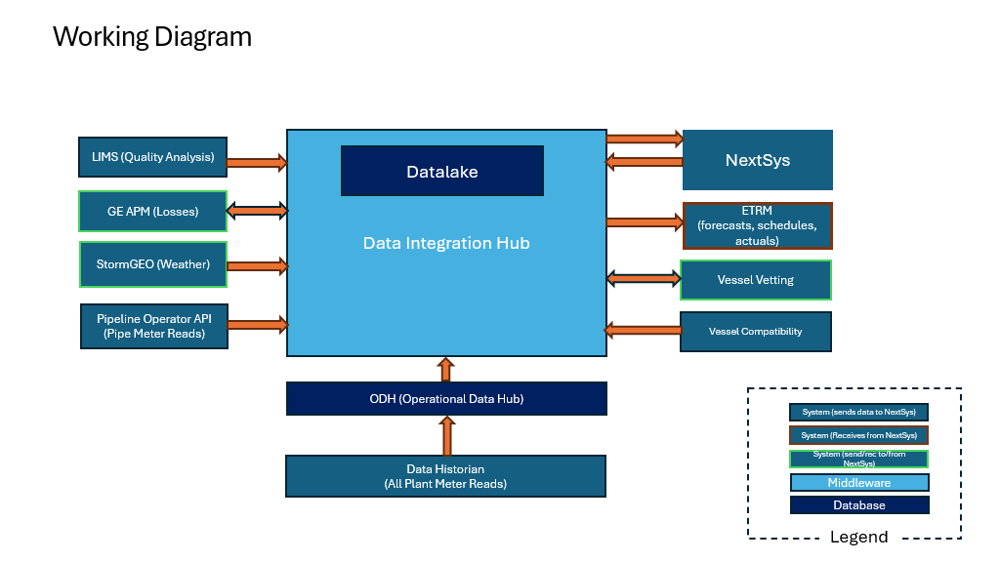 Working Diagram
LIMS (Quality Analysis)
GE APM (Losses)
StormGEO (Weather)
Pipeline Operator API
(Pipe Meter Reads)
Datalake
Data Integration Hub
NextSys
ETRM
(forecasts, schedules,
actuals)
Vessel Vetting
Vessel Compatibility
ODH (Operational Data Hub)
Data Historian
(All Plant Meter Reads)
System (sends data to NextSys)
System (Receives from NextSys)
System (send/rec to/from
NextSys)
Middleware
Database
Legend